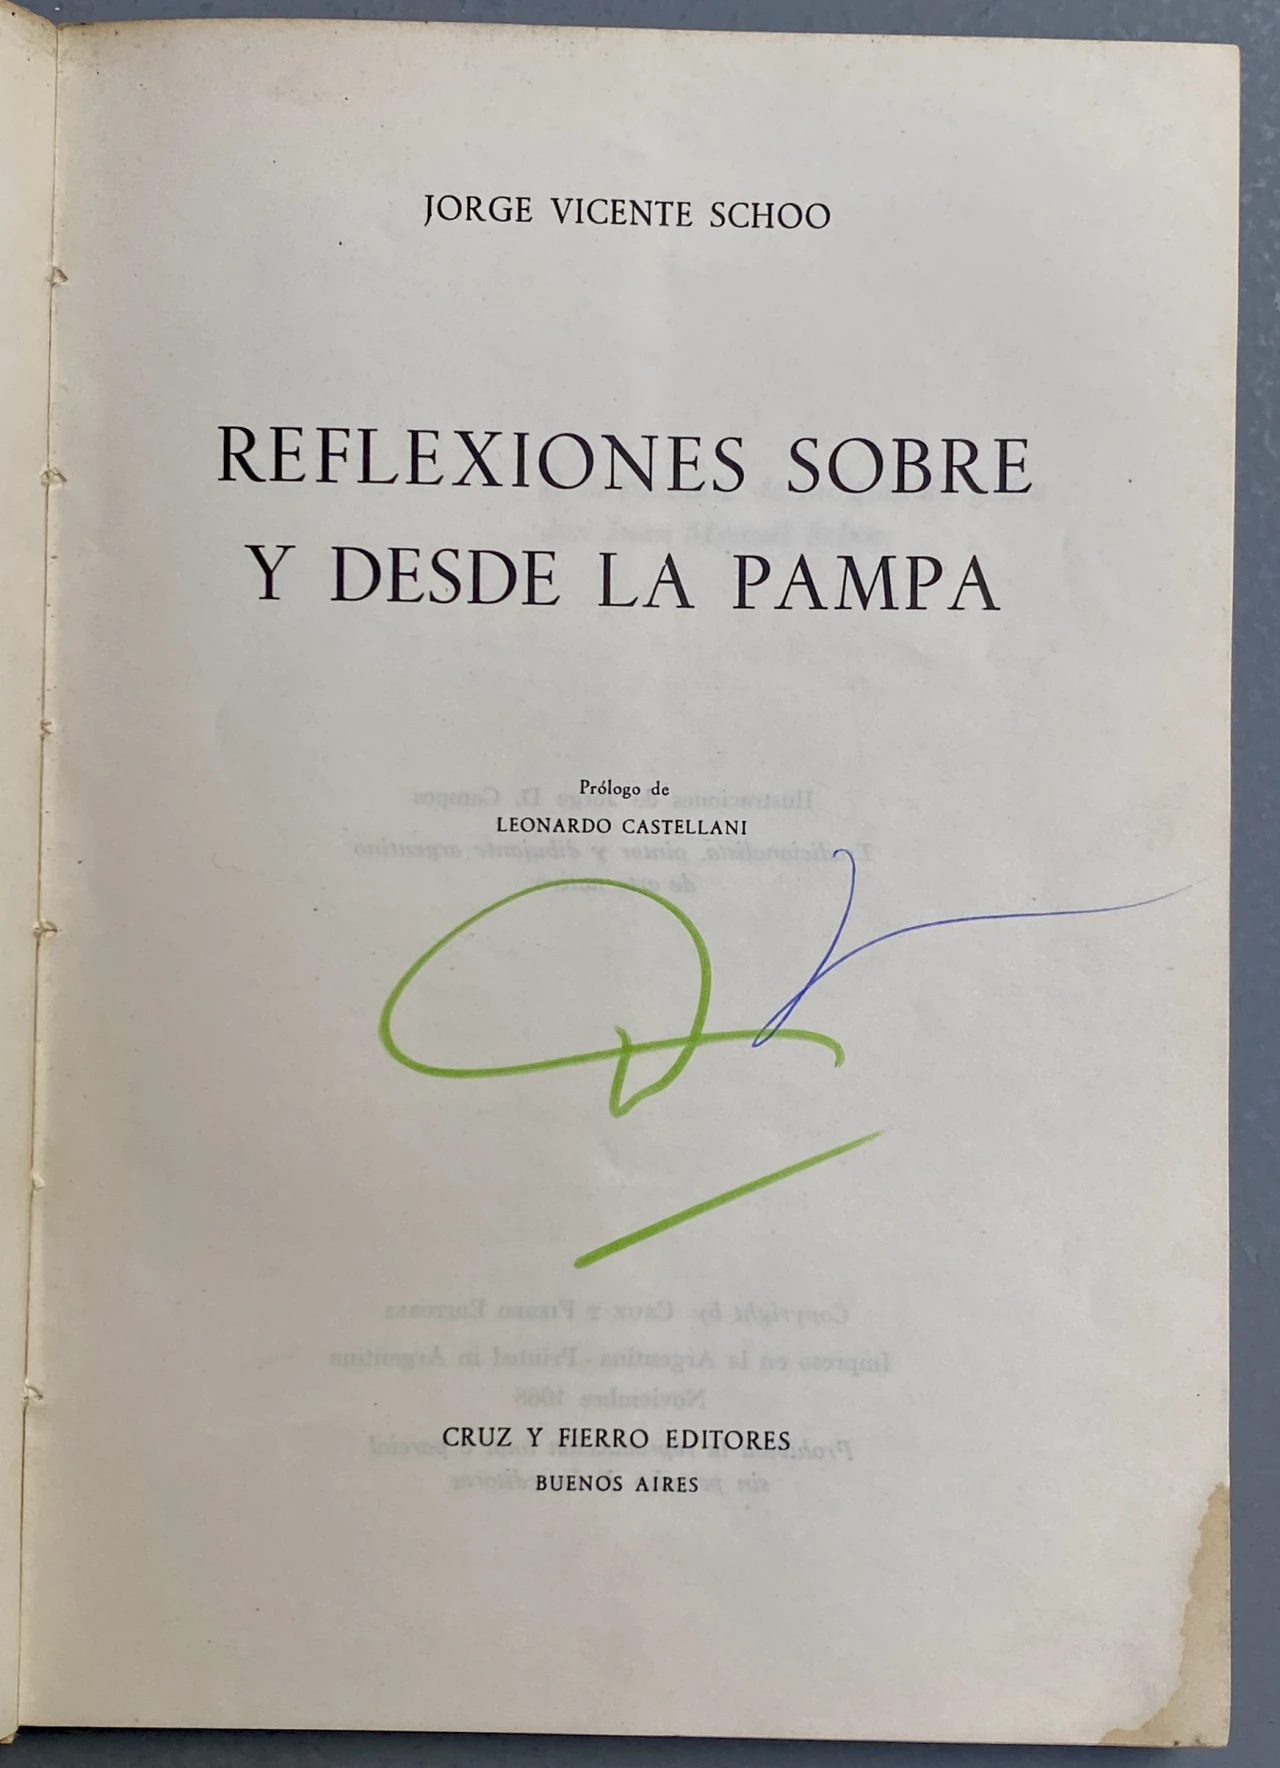 JORGE VICENTE SCHOO
REFLEXIONES SOBRE
Y DESDE LA PAMPA
Prólogo de
LEONARDO CASTELLANI
CRUZ Y FIERRO EDITORES
BUENOS AIRES